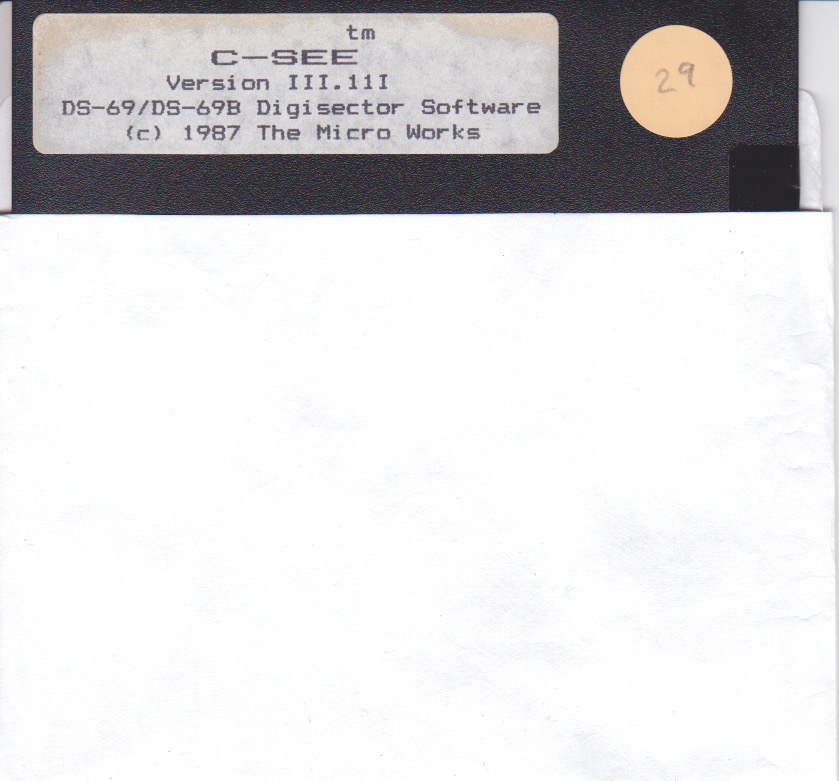 tm
C-SEE
Version III.11I
DS-69/DS-69B Digisector Software
(c) 1987 The Micro Works
29